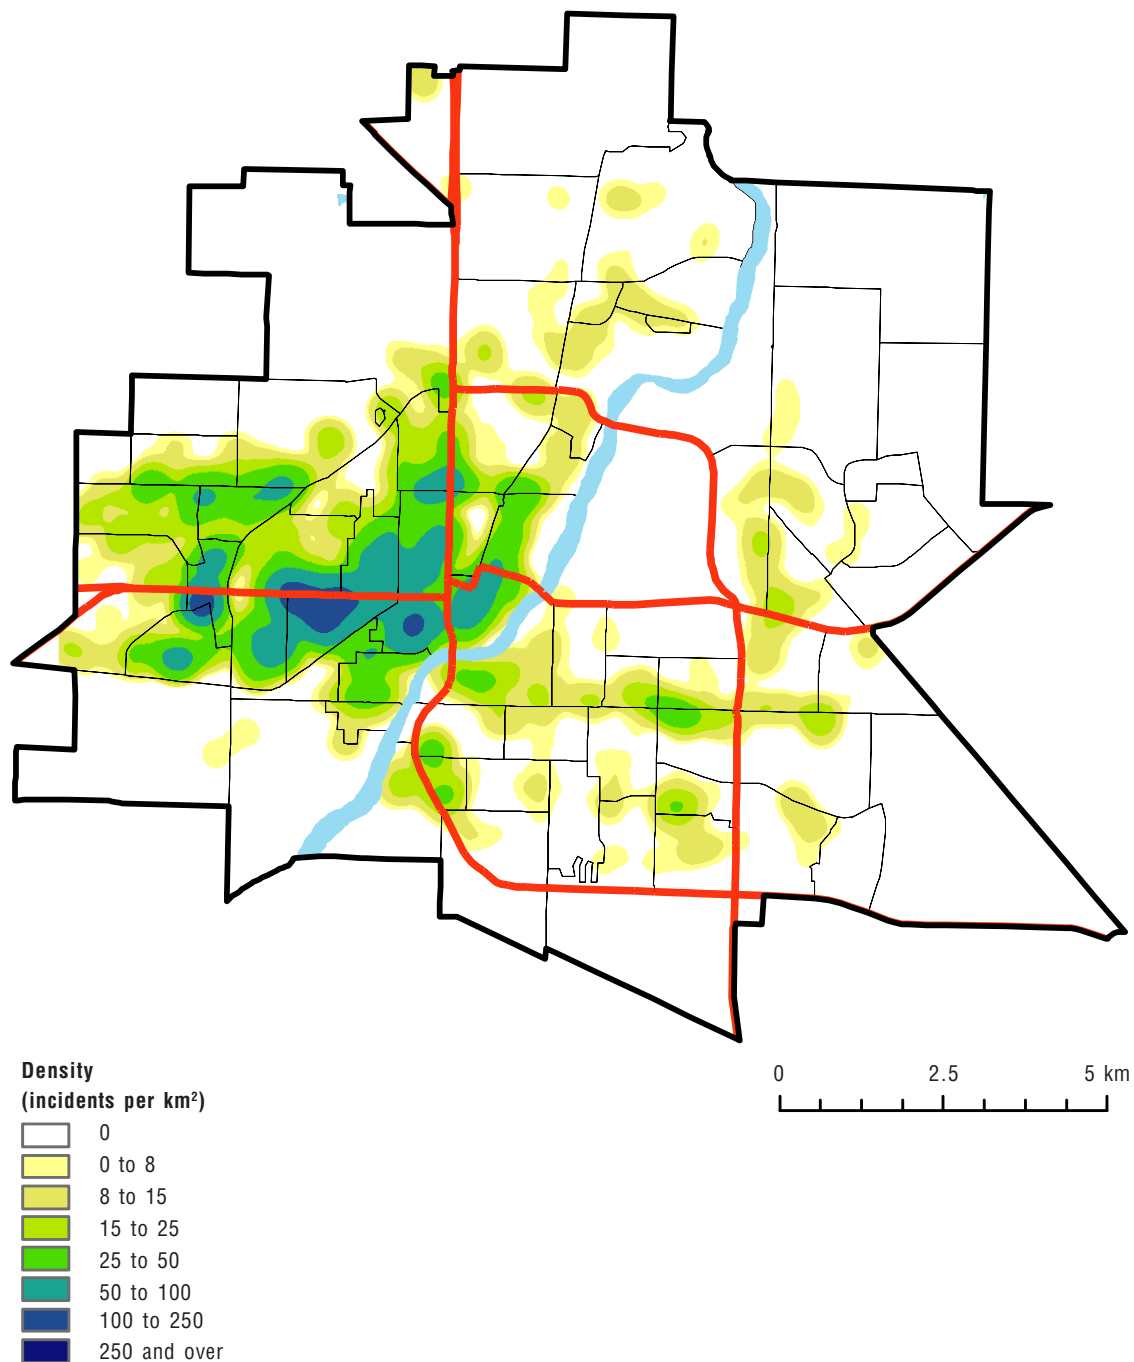 Density
(incidents per km²)
0
0 to 8
8 to 15
15 to 25
25 to 50
50 to 100
100 to 250
250 and over
0 2.5 5 km